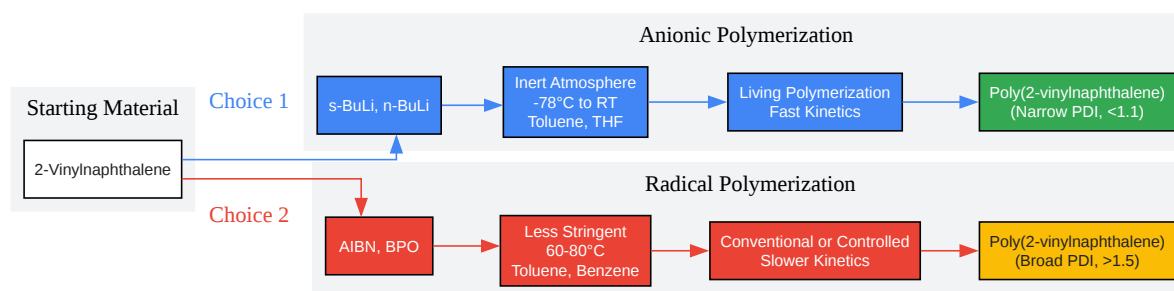 Anionic Polymerization
Starting Material
2-Vinylnaphthalene
Choice 1
s-BuLi, n-BuLi
Inert Atmosphere
-78°C to RT
Toluene, THF
Living Polymerization
Fast Kinetics
Poly(2-vinylnaphthalene)
(Narrow PDI, <1.1)
Radical Polymerization
Choice 2
AIBN, BPO
Less Stringent
60-80°C
Toluene, Benzene
Conventional or Controlled
Slower Kinetics
Poly(2-vinylnaphthalene)
(Broad PDI, >1.5)